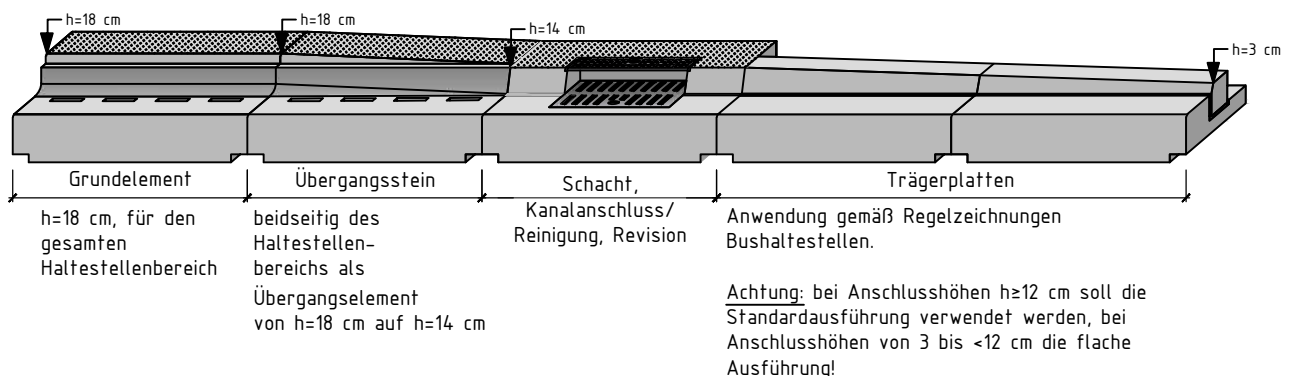 h=18 cm
h=18 cm
h=14 cm
h=3 cm
Grundelement
h=18 cm, für den
gesamten
Haltestellenbereich
Übergangsstein
beidseitig des
Haltestellen-
bereichs als
Übergangselement
von h=18 cm auf h=14 cm
Schacht,
Kanalanschluss/
Reinigung, Revision
Trägerplatten
Anwendung gemäß Regelzeichnungen
Bushaltestellen.
Achtung: bei Anschlusshöhen h≥12 cm soll die
Standardausführung verwendet werden, bei
Anschlusshöhen von 3 bis <12 cm die flache
Ausführung!